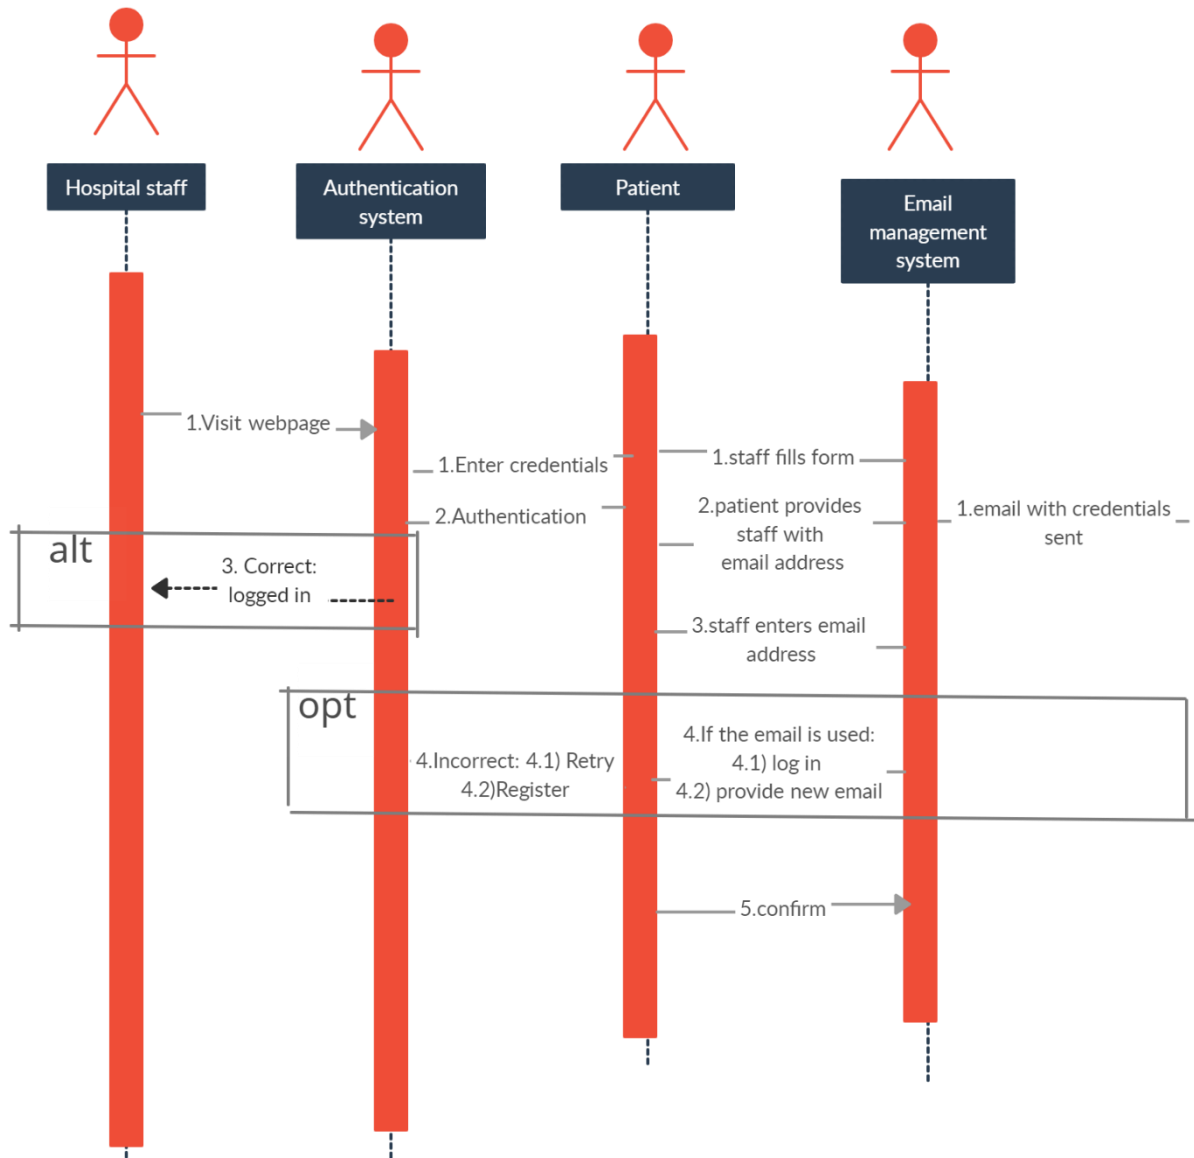 Hospital staff
Authentication
system
Patient
Email
management
system
1.Visit webpage
1.Enter credentials
1.staff fills form
2.Authentication
2.patient provides
staff with
email address
1.email with credentials
sent
alt
3. Correct:
logged in
3.staff enters email
address
opt
4.Incorrect: 4.1) Retry
4.2)Register
4.If the email is used:
4.1) log in
4.2) provide new email
5.confirm